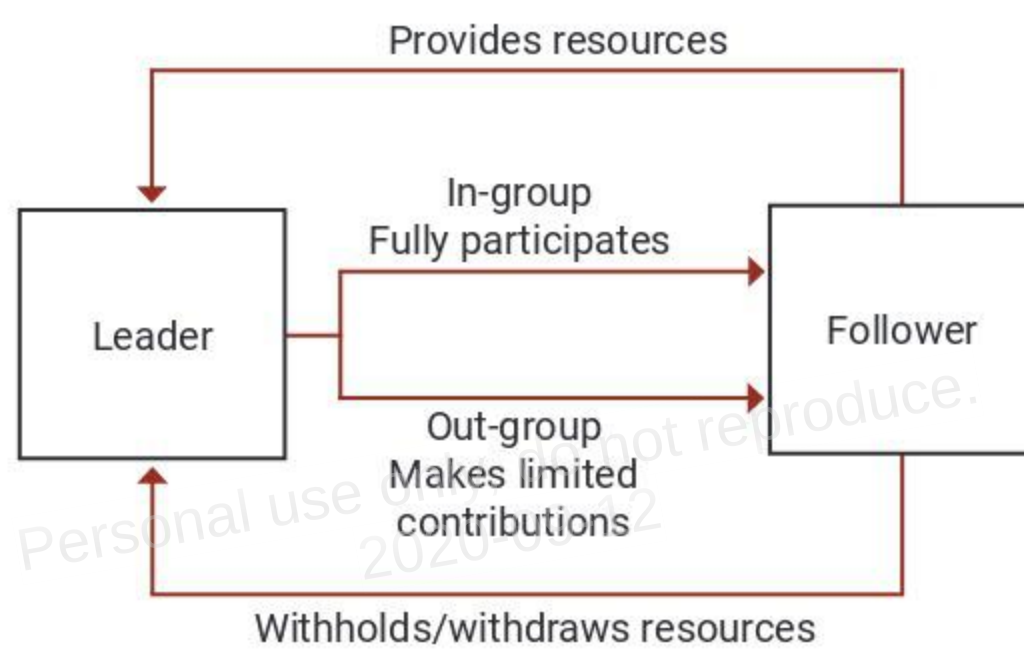 Provides resources
In-group
Fully participates
Leader
Follower
Out-group
Makes limited
contributions
Withholds/withdraws resources
Personal use only; do not reproduce.